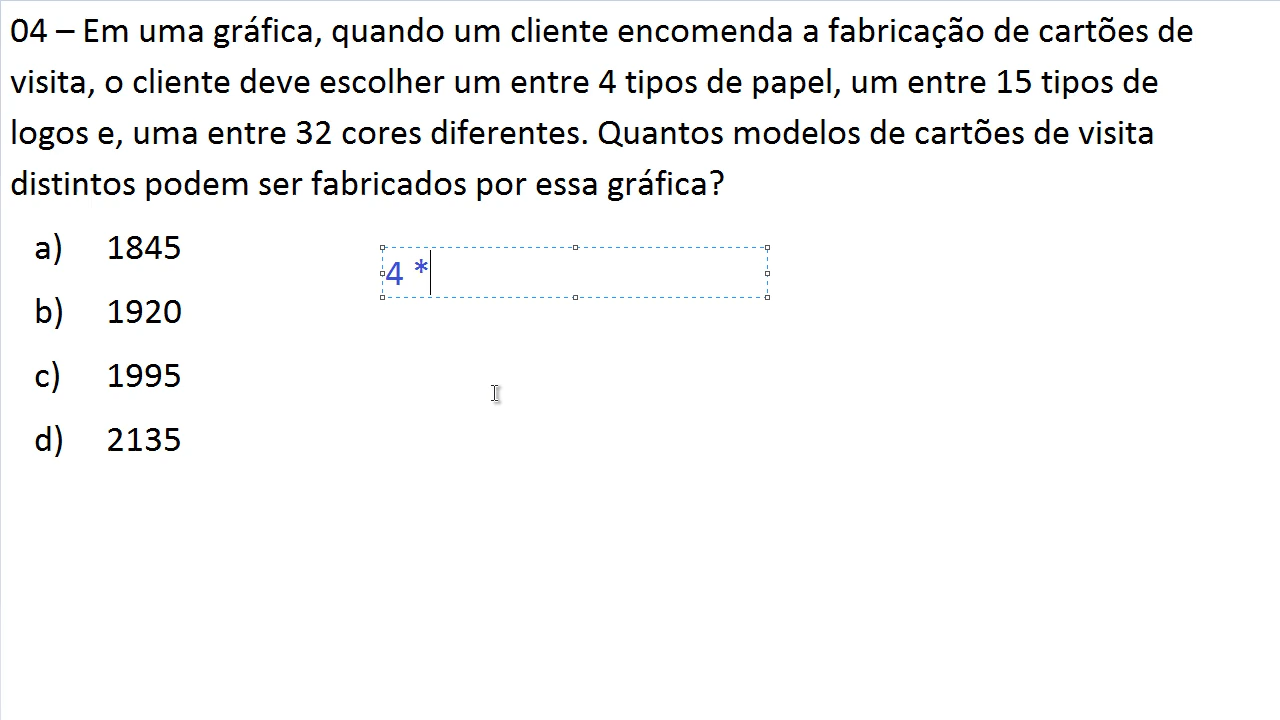 04 – Em uma gráfica, quando um cliente encomenda a fabricação de cartões de
visita, o cliente deve escolher um entre 4 tipos de papel, um entre 15 tipos de
logos e, uma entre 32 cores diferentes. Quantos modelos de cartões de visita
distintos podem ser fabricados por essa gráfica?
a) 1845
4 *
b) 1920
c) 1995
d) 2135